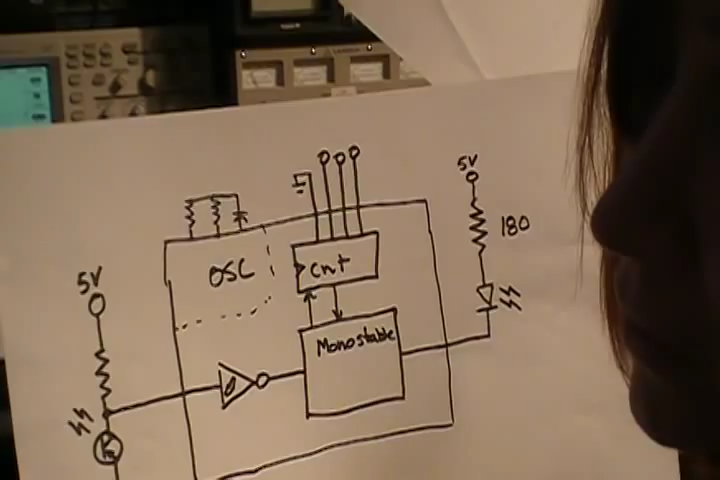 5V
180
OSC
Cnt
Monostable
5V